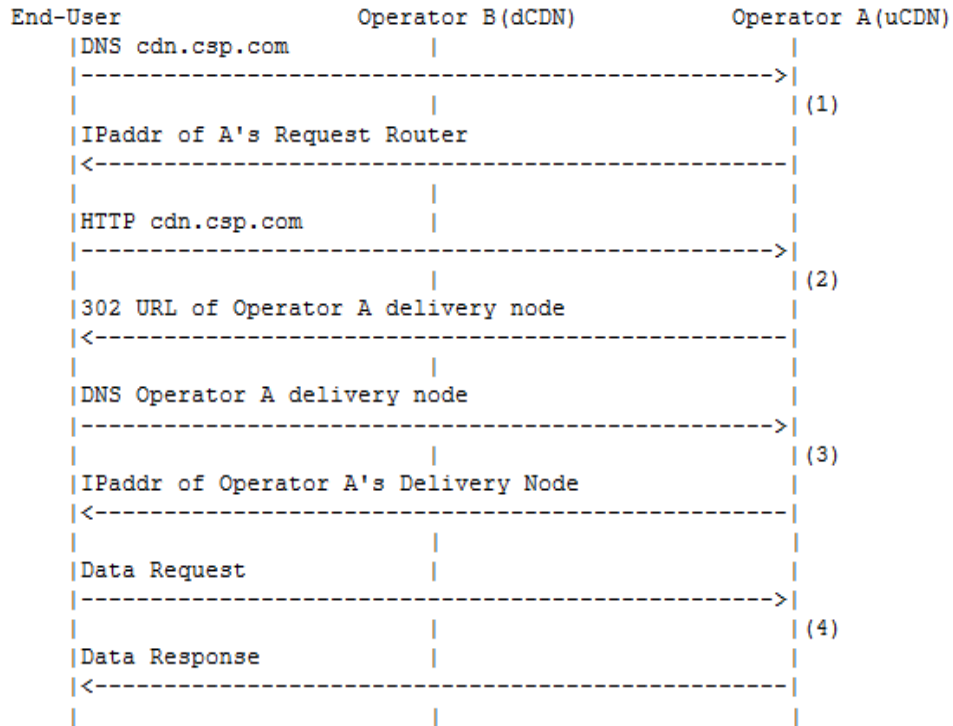 End-User Operator B(dCDN) Operator A(uCDN)
DNS cdn.csp.com
(1)
IPaddr of A's Request Router
HTTP cdn.csp.com
(2)
302 URL of Operator A delivery node
DNS Operator A delivery node
(3)
IPaddr of Operator A's Delivery Node
Data Request
(4)
Data Response